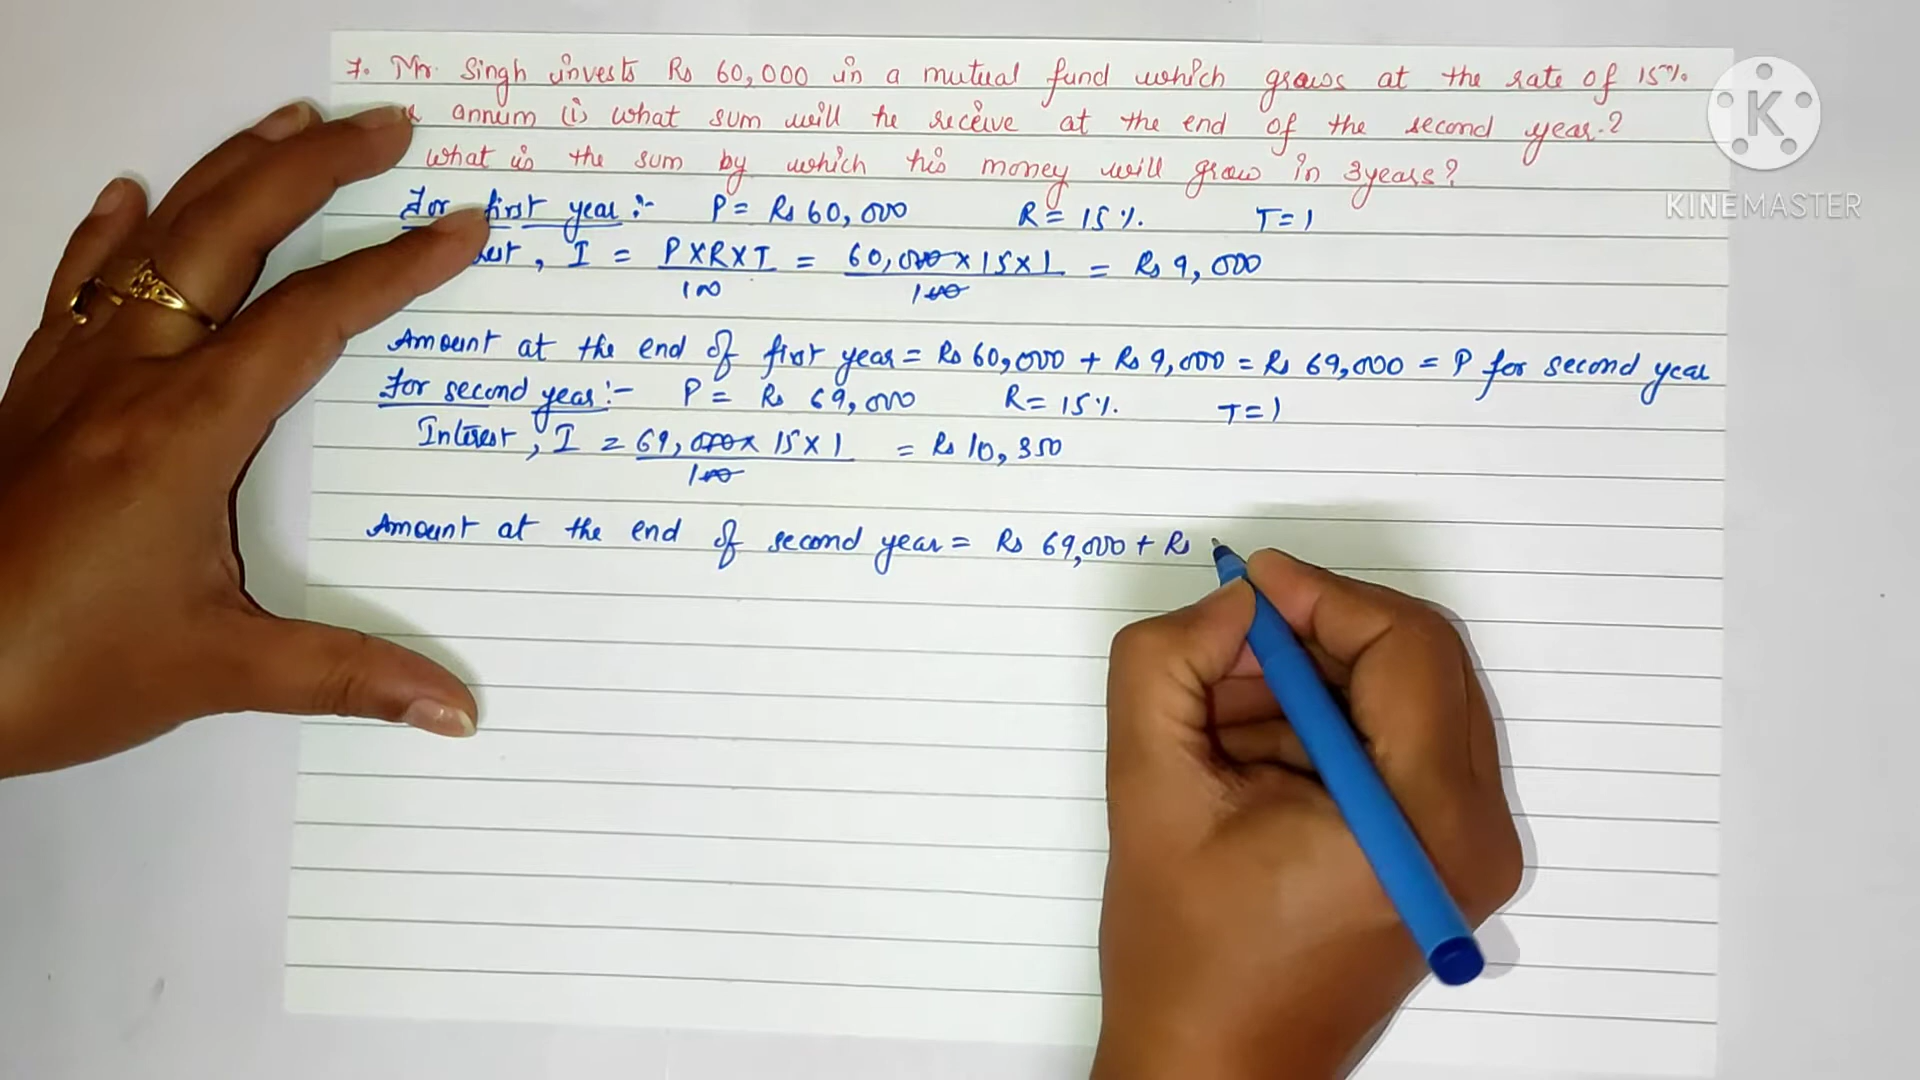 7. Mr. Singh invests Rs 60,000 in a mutual fund which grows at the rate of 15%
annum (i) what sum will he receive at the end of the second year?
what is the sum by which his money will grow in 3 years?
For first year :- P = Rs 60,000 R = 15%. T = 1
, I = P X R X T / 100 = 60,000 x 15 x 1 / 100 = Rs 9,000
Amount at the end of first year = Rs 60,000 + Rs 9,000 = Rs 69,000 = P for second year
For second year :- P = Rs 69,000 R = 15%. T = 1
Interest, I = 69,000 x 15 x 1 / 100 = Rs 10,350
Amount at the end of second year = Rs 69,000 + Rs
K
KINEMASTER